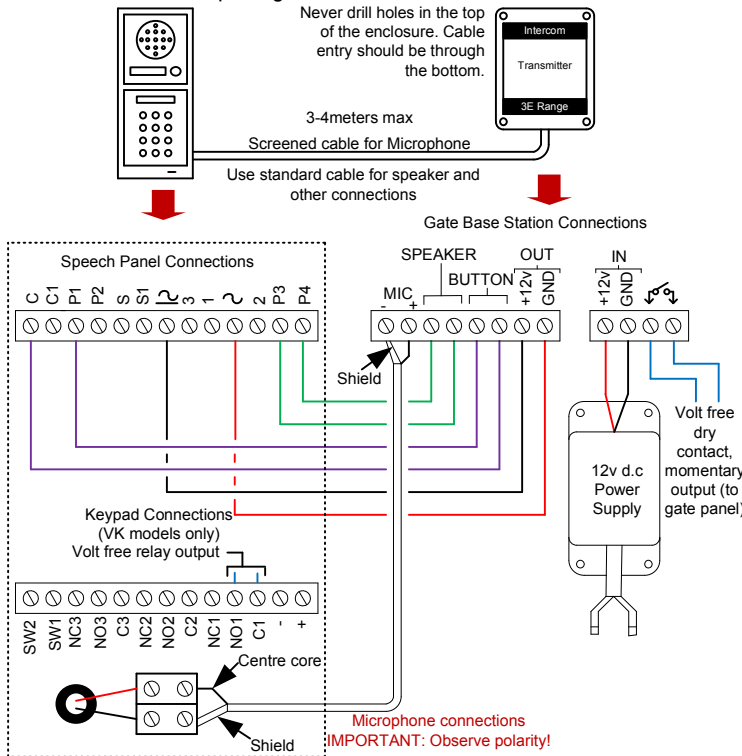 Never drill holes in the top
of the enclosure. Cable
entry should be through
the bottom.
Intercom
Transmitter
3E Range
3-4meters max
Screened cable for Microphone
Use standard cable for speaker and
other connections
Gate Base Station Connections
Speech Panel Connections
C C1 P1 P2 S S1 3 1 2 P3 P4
SPEAKER OUT IN
MIC BUTTON +12v GND +12v GND
- +
Shield
Volt free
dry
contact,
momentary
output (to
gate panel)
12v d.c
Power
Supply
Keypad Connections
(VK models only)
Volt free relay output
SW2 SW1 NC3 NO3 C3 NC2 NO2 C2 NC1 NO1 C1 - +
Centre core
Shield
Microphone connections
IMPORTANT: Observe polarity!